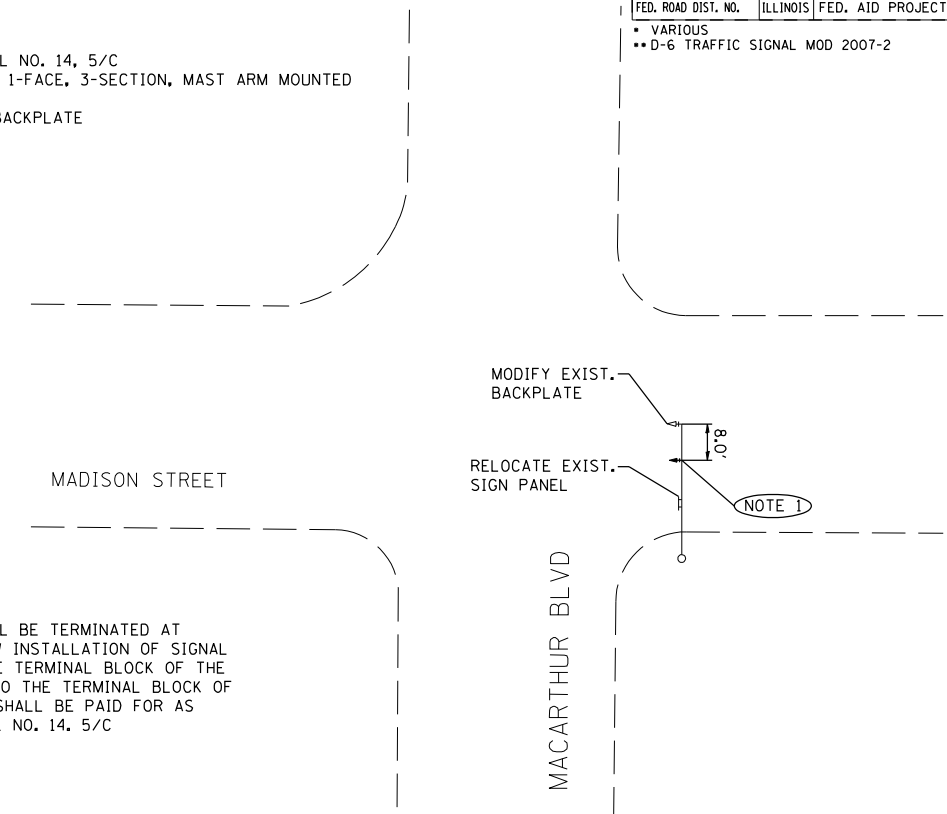 FED. ROAD DIST. NO. ILLINOIS FED. AID PROJECT
* VARIOUS
** D-6 TRAFFIC SIGNAL MOD 2007-2
L NO. 14, 5/C
1-FACE, 3-SECTION, MAST ARM MOUNTED
BACKPLATE
MODIFY EXIST.
BACKPLATE
8.0'
RELOCATE EXIST.
SIGN PANEL
NOTE 1
MADISON STREET
MACARTHUR BLVD
L BE TERMINATED AT
INSTALLATION OF SIGNAL
E TERMINAL BLOCK OF THE
O THE TERMINAL BLOCK OF
SHALL BE PAID FOR AS
NO. 14. 5/C